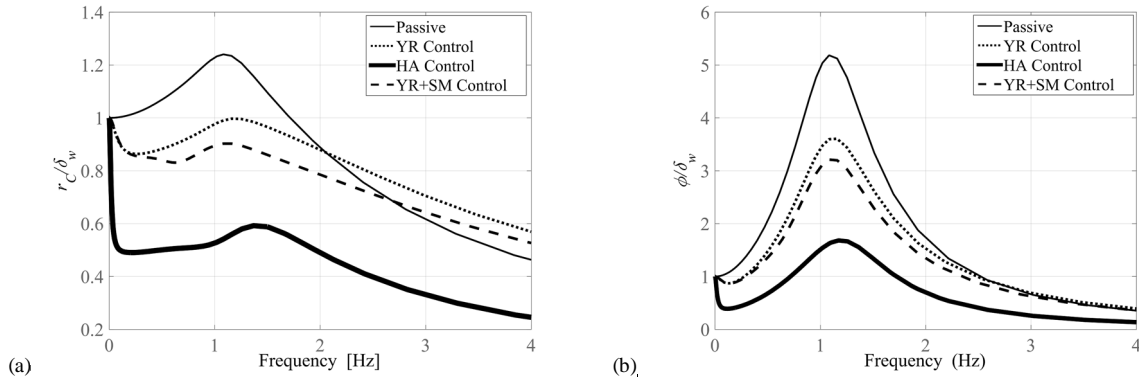 1.4
1.2
1
0.8
0.6
0.4
0.2
r_C/δ_w
Passive
YR Control
HA Control
YR+SM Control
0 1 2 3 4
Frequency [Hz]
(a)
6
5
4
3
2
1
0
ϕ/δ_w
Passive
YR Control
HA Control
YR+SM Control
0 1 2 3 4
Frequency (Hz)
(b)